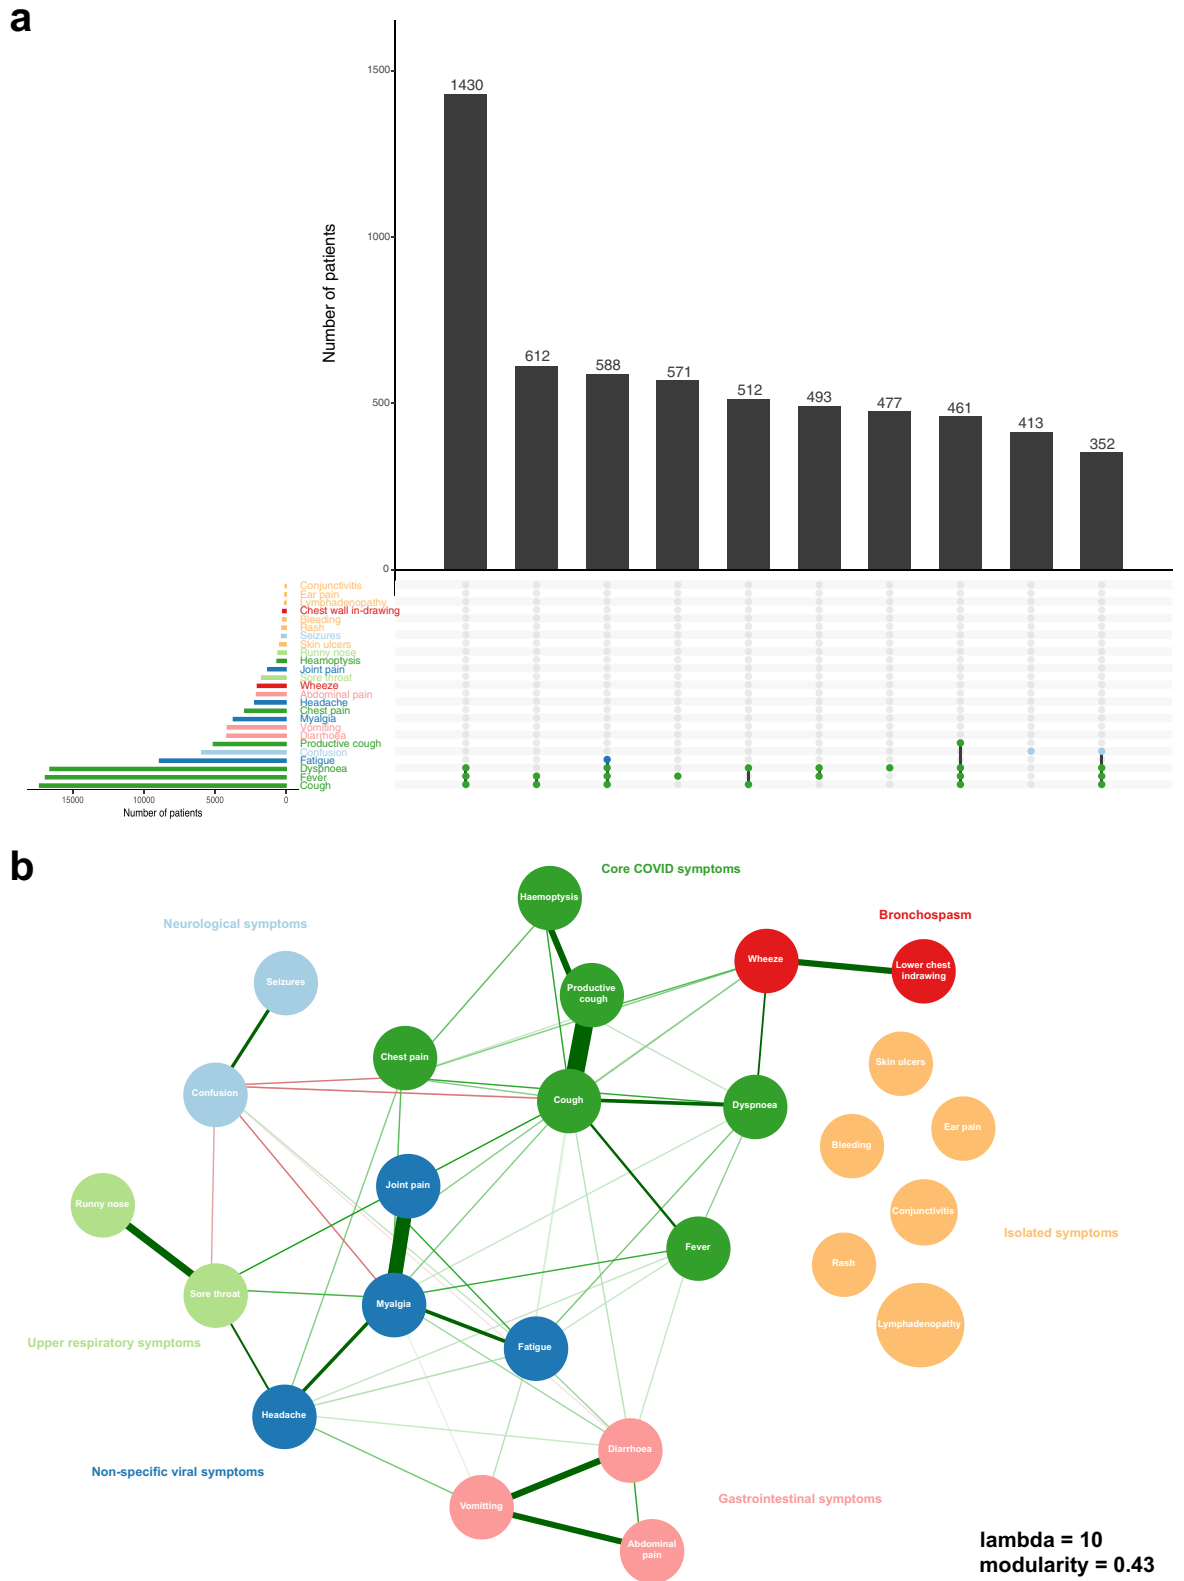 a
1500
1000
500
0
Number of patients
1430
612
588
571
512
493
477
461
413
352
Conjunctivitis
Ear pain
Lymphadenopathy
Chest wall in-drawing
Bleeding
Rash
Seizures
Skin ulcers
Runny nose
Heamoptysis
Joint pain
Sore throat
Wheeze
Abdominal pain
Headache
Chest pain
Myalgia
Vomiting
Diarrhoea
Productive cough
Confusion
Fatigue
Dyspnoea
Fever
Cough
15000 10000 5000 0
Number of patients
b
Core COVID symptoms
Haemoptysis
Neurological symptoms
Bronchospasm
Wheeze
Lower chest
indrawing
Seizures
Productive
cough
Chest pain
Skin ulcers
Confusion
Cough
Dyspnoea
Ear pain
Bleeding
Joint pain
Runny nose
Conjunctivitis
Isolated symptoms
Fever
Rash
Sore throat
Myalgia
Lymphadenopathy
Upper respiratory symptoms
Fatigue
Headache
Diarrhoea
Non-specific viral symptoms
Gastrointestinal symptoms
Vomitting
Abdominal
pain
lambda = 10
modularity = 0.43